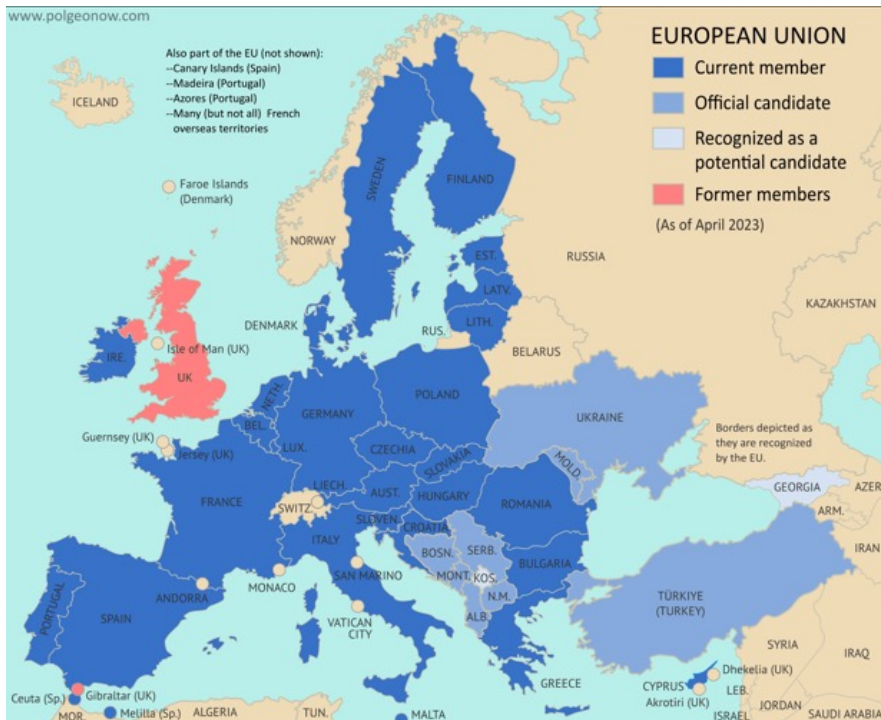 www.polgeonow.com
EUROPEAN UNION
Current member
Official candidate
Recognized as a
potential candidate
Former members
(As of April 2023)
Also part of the EU (not shown):
--Canary Islands (Spain)
--Madeira (Portugal)
--Azores (Portugal)
--Many (but not all) French
overseas territories
ICELAND
Faroe Islands
(Denmark)
SWEDEN
FINLAND
NORWAY
RUSSIA
EST.
LATV.
LITH.
RUS.
KAZAKHSTAN
DENMARK
BELARUS
IRE.
Isle of Man (UK)
UK
NETH.
BEL.
LUX.
GERMANY
POLAND
UKRAINE
Guernsey (UK)
Jersey (UK)
CZECHIA
SLOVAKIA
MOLD.
Borders depicted as
they are recognized
by the EU.
FRANCE
LIECH.
SWITZ.
AUST.
HUNGARY
ROMANIA
GEORGIA
AZER
ARM.
SLOVEN.
CROATIA
ITALY
BOSN.
SERB.
IRAN
SAN MARINO
MONT.
KOS.
BULGARIA
MONACO
ANDORRA
N.M.
ALB.
TÜRKIYE
(TURKEY)
PORTUGAL
SPAIN
VATICAN
CITY
SYRIA
IRAQ
GREECE
CYPRUS
Dhekelia (UK)
Akrotiri (UK)
LEB.
Ceuta (Sp.)
Gibraltar (UK)
Melilla (Sp.)
MOR.
ALGERIA
TUN.
MALTA
ISRAEL
JORDAN
SAUDI ARABIA